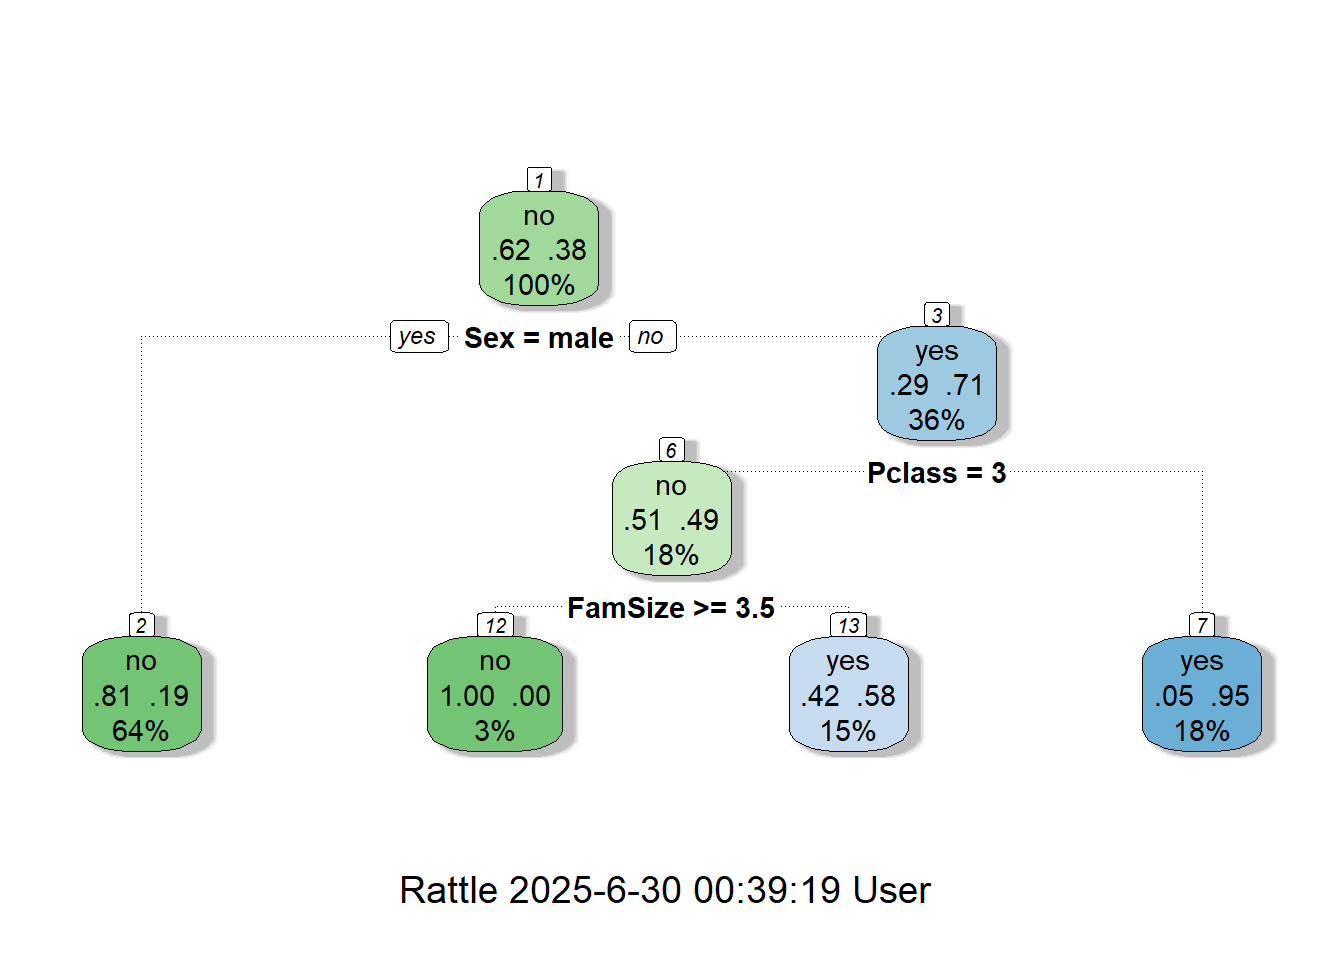 1
no
.62 .38
100%
yes Sex = male no
3
yes
.29 .71
36%
Pclass = 3
6
no
.51 .49
18%
FamSize >= 3.5
2
no
.81 .19
64%
12
no
1.00 .00
3%
13
yes
.42 .58
15%
7
yes
.05 .95
18%
Rattle 2025-6-30 00:39:19 User